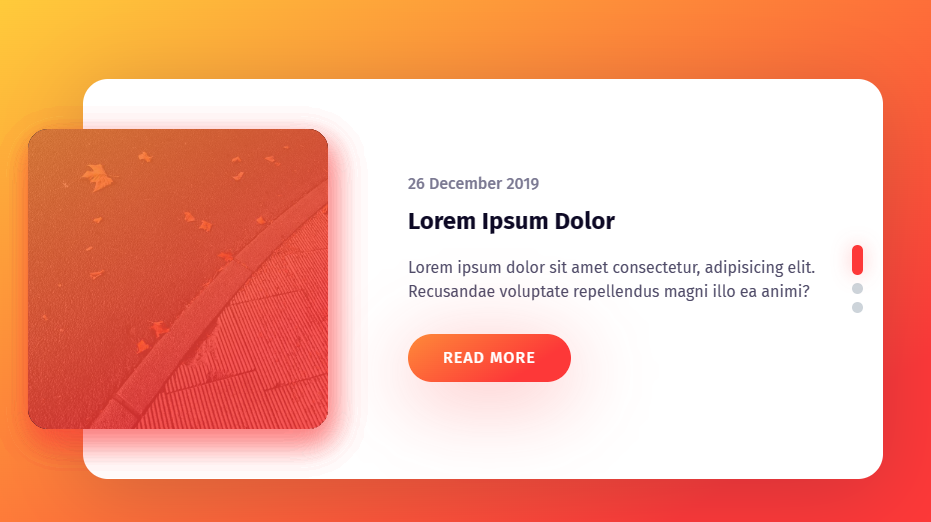 26 December 2019
Lorem Ipsum Dolor
Lorem ipsum dolor sit amet consectetur, adipisicing elit.
Recusandae voluptate repellendus magni illo ea animi?
READ MORE